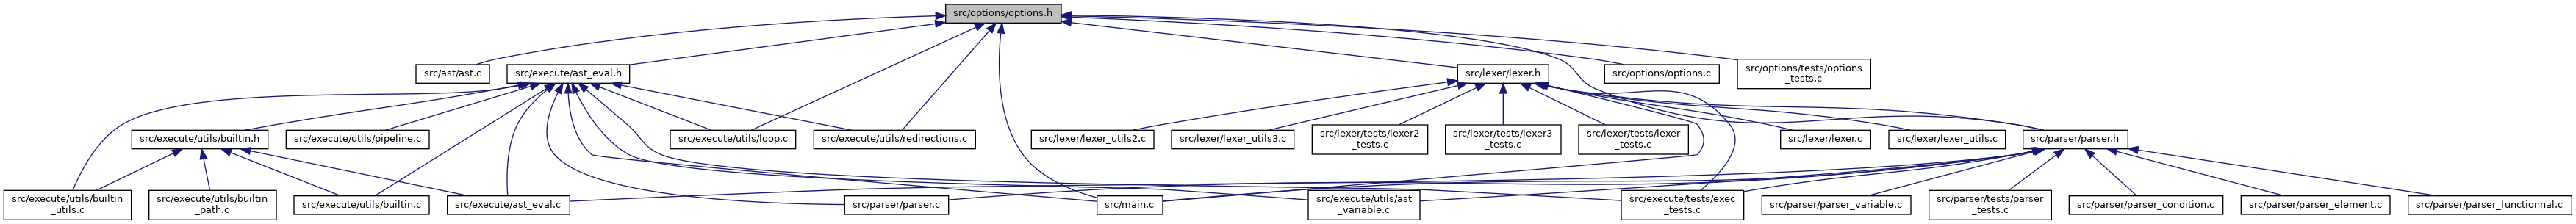 src/options/options.h
src/ast/ast.c
src/execute/ast_eval.h
src/lexer/lexer.h
src/options/options.c
src/options/tests/options
_tests.c
src/execute/utils/builtin.h
src/execute/utils/pipeline.c
src/execute/utils/loop.c
src/execute/utils/redirections.c
src/lexer/lexer_utils2.c
src/lexer/lexer_utils3.c
src/lexer/tests/lexer2
_tests.c
src/lexer/tests/lexer3
_tests.c
src/lexer/tests/lexer
_tests.c
src/lexer/lexer.c
src/lexer/lexer_utils.c
src/parser/parser.h
src/execute/utils/builtin
_utils.c
src/execute/utils/builtin
_path.c
src/execute/utils/builtin.c
src/execute/ast_eval.c
src/parser/parser.c
src/main.c
src/execute/utils/ast
_variable.c
src/execute/tests/exec
_tests.c
src/parser/parser_variable.c
src/parser/tests/parser
_tests.c
src/parser/parser_condition.c
src/parser/parser_element.c
src/parser/parser_functionnal.c